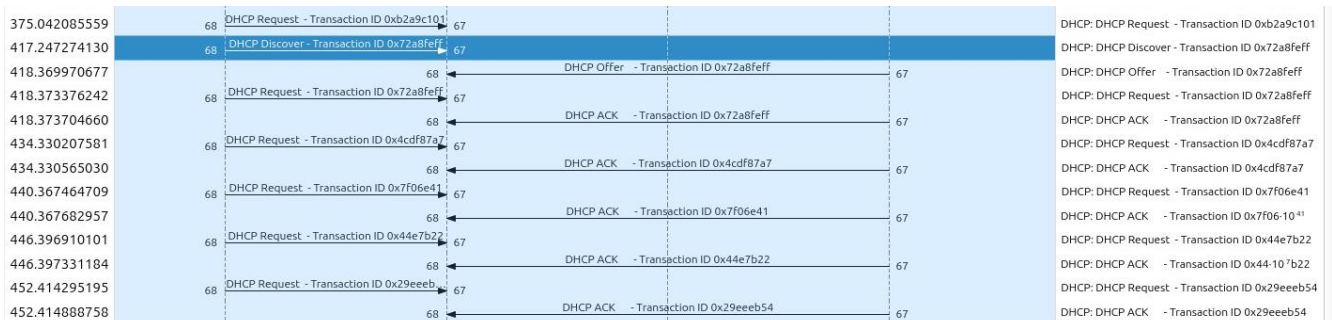 375.042085559 68 DHCP Request - Transaction ID 0xb2a9c101 67 DHCP: DHCP Request - Transaction ID 0xb2a9c101
417.247274130 68 DHCP Discover - Transaction ID 0x72a8feff 67 DHCP: DHCP Discover - Transaction ID 0x72a8feff
418.369970677 68 DHCP Offer - Transaction ID 0x72a8feff 67 DHCP: DHCP Offer - Transaction ID 0x72a8feff
418.373376242 68 DHCP Request - Transaction ID 0x72a8feff 67 DHCP: DHCP Request - Transaction ID 0x72a8feff
418.373704660 68 DHCP ACK - Transaction ID 0x72a8feff 67 DHCP: DHCP ACK - Transaction ID 0x72a8feff
434.330207581 68 DHCP Request - Transaction ID 0x4cdf87a7 67 DHCP: DHCP Request - Transaction ID 0x4cdf87a7
434.330565030 68 DHCP ACK - Transaction ID 0x4cdf87a7 67 DHCP: DHCP ACK - Transaction ID 0x4cdf87a7
440.367464709 68 DHCP Request - Transaction ID 0x7f06e41 67 DHCP: DHCP Request - Transaction ID 0x7f06e41
440.367682957 68 DHCP ACK - Transaction ID 0x7f06e41 67 DHCP: DHCP ACK - Transaction ID 0x7f06·10⁴¹
446.396910101 68 DHCP Request - Transaction ID 0x44e7b22 67 DHCP: DHCP Request - Transaction ID 0x44e7b22
446.397331184 68 DHCP ACK - Transaction ID 0x44e7b22 67 DHCP: DHCP ACK - Transaction ID 0x44·10⁷b22
452.414295195 68 DHCP Request - Transaction ID 0x29eeeb... 67 DHCP: DHCP Request - Transaction ID 0x29eeeb54
452.414888758 68 DHCP ACK - Transaction ID 0x29eeeb54 67 DHCP: DHCP ACK - Transaction ID 0x29eeeb54